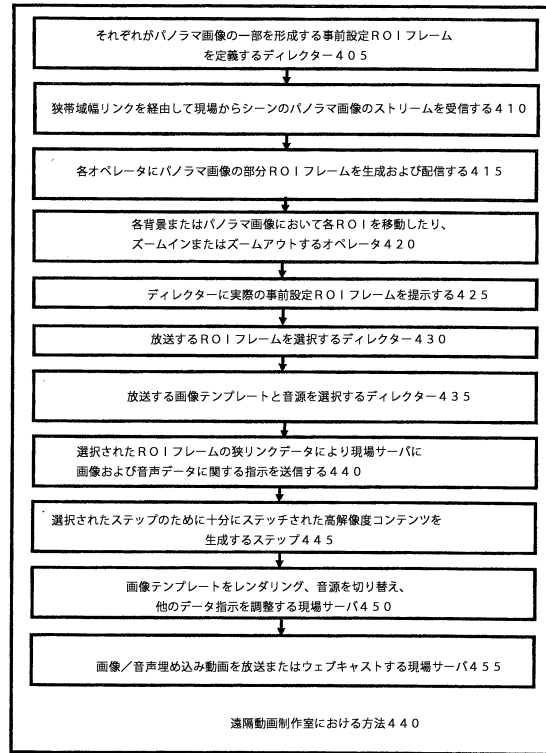 それぞれがパノラマ画像の一部を形成する事前設定ROIフレーム
を定義するディレクター405
狭帯域幅リンクを経由して現場からシーンのパノラマ画像のストリームを受信する410
各オペレータにパノラマ画像の部分ROIフレームを生成および配信する415
各背景またはパノラマ画像において各ROIを移動したり、
ズームインまたはズームアウトするオペレータ420
ディレクターに実際の事前設定ROIフレームを提示する425
放送するROIフレームを選択するディレクター430
放送する画像テンプレートと音源を選択するディレクター435
選択されたROIフレームの狭リンクデータにより現場サーバに
画像および音声データに関する指示を送信する440
選択されたステップのために十分にステッチされた高解像度コンテンツを
生成するステップ445
画像テンプレートをレンダリング、音源を切り替え、
他のデータ指示を調整する現場サーバ450
画像／音声埋め込み動画を放送またはウェブキャストする現場サーバ455
遠隔動画制作室における方法440